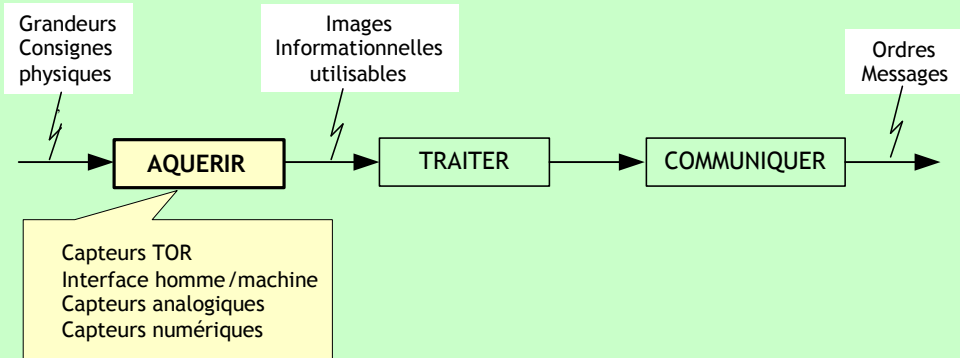 Grandeurs
Consignes
physiques
Images
Informationnelles
utilisables
Ordres
Messages
AQUERIR
TRAITER
COMMUNIQUER
Capteurs TOR
Interface homme/machine
Capteurs analogiques
Capteurs numériques